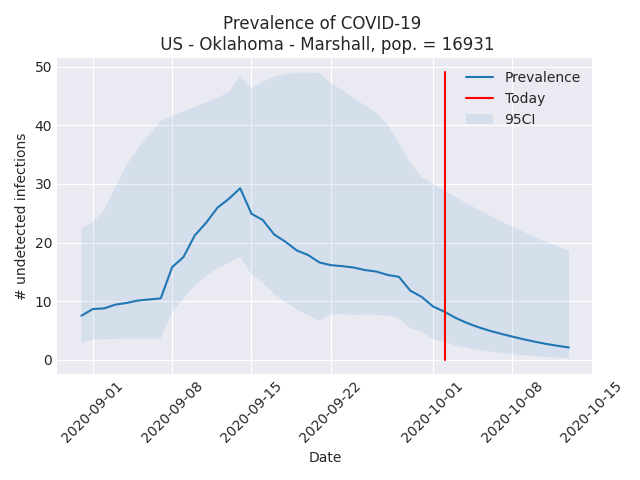 Prevalence of COVID-19
US - Oklahoma - Marshall, pop. = 16931
Prevalence
Today
95CI
# undetected infections
50
40
30
20
10
0
2020-09-01
2020-09-08
2020-09-15
2020-09-22
2020-10-01
2020-10-08
2020-10-15
Date